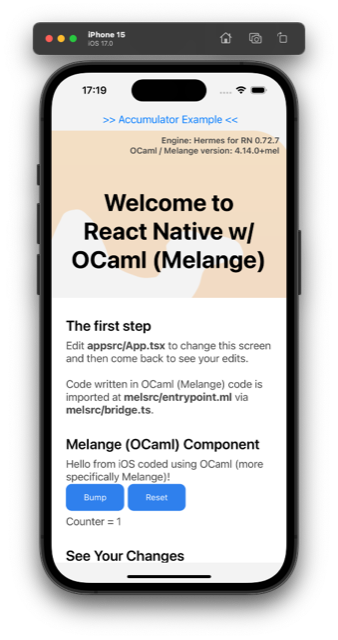 iPhone 15
iOS 17.0
17:19
>> Accumulator Example <<
Engine: Hermes for RN 0.72.7
OCaml / Melange version: 4.14.0+mel
Welcome to
React Native w/
OCaml (Melange)
The first step
Edit appsrc/App.tsx to change this screen
and then come back to see your edits.
Code written in OCaml (Melange) code is
imported at melsrc/entrypoint.ml via
melsrc/bridge.ts.
Melange (OCaml) Component
Hello from iOS coded using OCaml (more
specifically Melange)!
Bump Reset
Counter = 1
See Your Changes